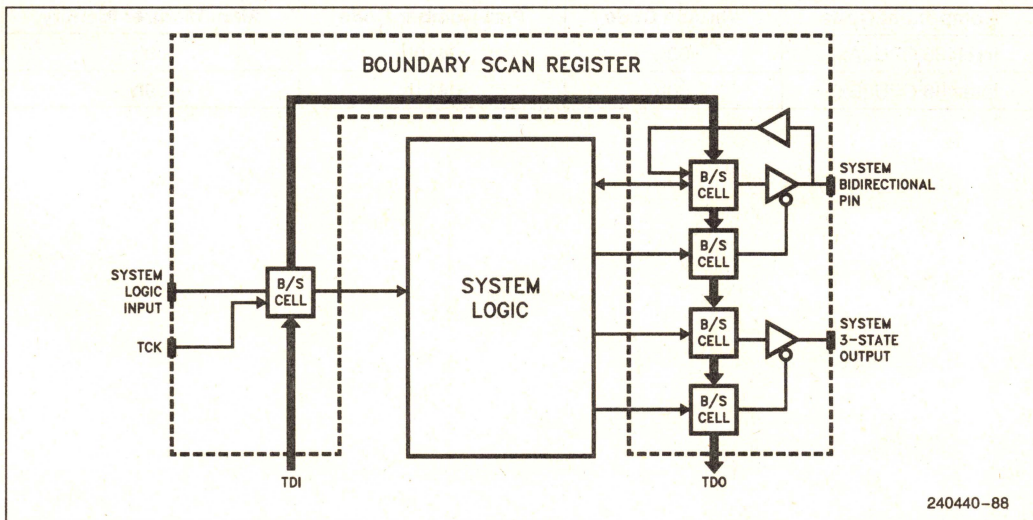 BOUNDARY SCAN REGISTER
B/S
CELL
SYSTEM
BIDIRECTIONAL
PIN
B/S
CELL
SYSTEM
LOGIC
INPUT
B/S
CELL
SYSTEM
LOGIC
TCK
B/S
CELL
SYSTEM
3-STATE
OUTPUT
B/S
CELL
TDI
TDO
240440-88